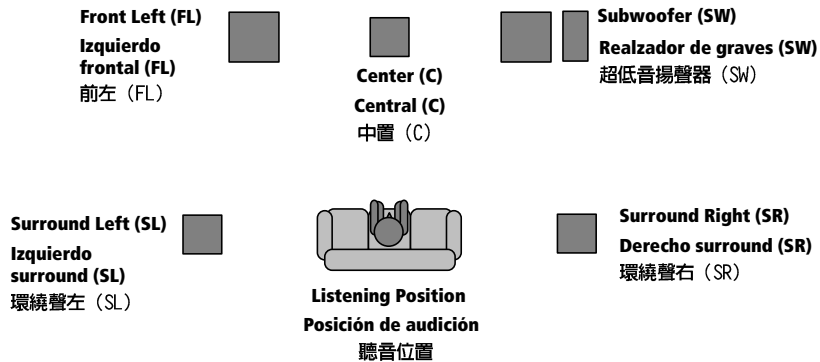 Front Left (FL)
Izquierdo
frontal (FL)
前左（FL）
Center (C)
Central (C)
中置（C）
Subwoofer (SW)
Realzador de graves (SW)
超低音揚聲器（SW）
Surround Left (SL)
Izquierdo
surround (SL)
環繞聲左（SL）
Listening Position
Posición de audición
聽音位置
Surround Right (SR)
Derecho surround (SR)
環繞聲右（SR）